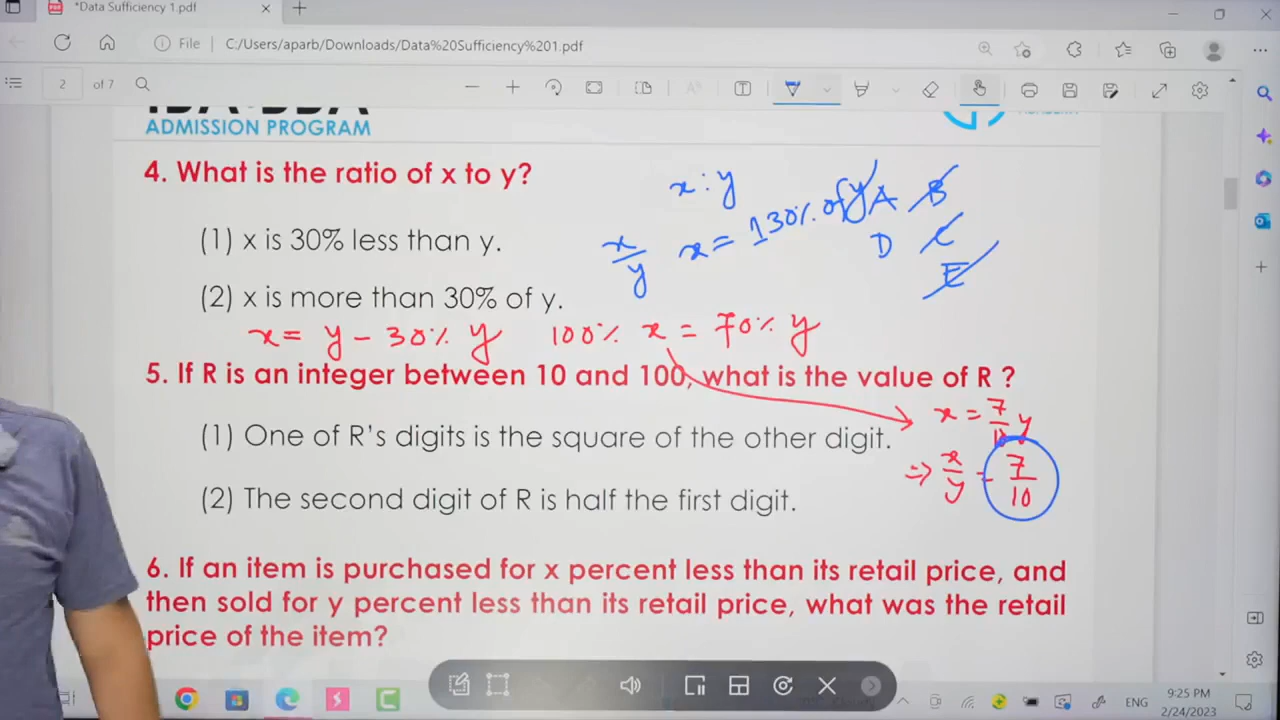 *Data Sufficiency 1.pdf
File C:/Users/aparb/Downloads/Data%20Sufficiency%201.pdf
2 of 7
ADMISSION PROGRAM
4. What is the ratio of x to y?
x : y
(1) x is 30% less than y.
x/y x = 130% of y A B
D C
E
(2) x is more than 30% of y.
x = y - 30% y 100% x = 70% y
5. If R is an integer between 10 and 100, what is the value of R ?
x = 7/10 y
(1) One of R's digits is the square of the other digit.
⇒ x/y = 7/10
(2) The second digit of R is half the first digit.
6. If an item is purchased for x percent less than its retail price, and
then sold for y percent less than its retail price, what was the retail
price of the item?
ENG
9:25 PM
2/24/2023